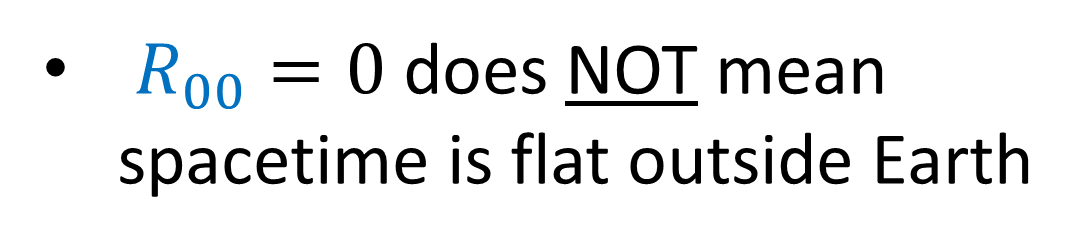 • R₀₀ = 0 does NOT mean
spacetime is flat outside Earth